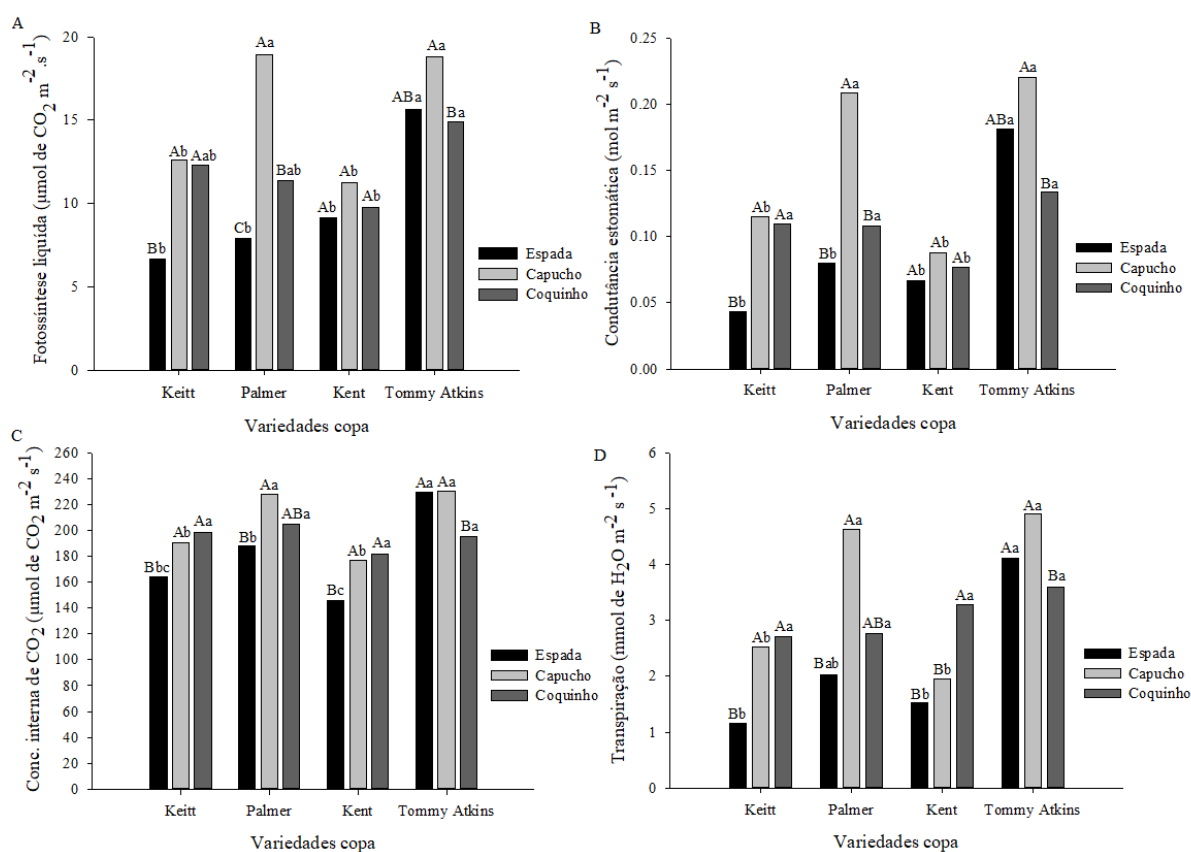 A
Fotossíntese liquída (µmol de CO2 m-2.s-1)
20
15
10
5
0
Bb
Ab
Aab
Cb
Aa
Bab
Ab
Ab
Ab
ABa
Aa
Ba
Espada
Capucho
Coquinho
Keitt Palmer Kent Tommy Atkins
Variedades copa
B
Condutância estomática (mol m-2 s-1)
0.25
0.20
0.15
0.10
0.05
0.00
Bb
Ab
Aa
Bb
Aa
Ba
Ab
Ab
Ab
ABa
Aa
Ba
Espada
Capucho
Coquinho
Keitt Palmer Kent Tommy Atkins
Variedades copa
C
Conc. interna de CO2 (µmol de CO2 m-2 s-1)
260
240
220
200
180
160
140
120
100
80
60
40
20
0
Bbc
Ab
Aa
Bb
Aa
ABa
Bc
Ab
Aa
Aa
Aa
Ba
Espada
Capucho
Coquinho
Keitt Palmer Kent Tommy Atkins
Variedades copa
D
Transpiração (mmol de H2O m-2 s-1)
6
5
4
3
2
1
0
Bb
Ab
Aa
Bab
Aa
ABa
Bb
Bb
Aa
Aa
Aa
Ba
Espada
Capucho
Coquinho
Keitt Palmer Kent Tommy Atkins
Variedades copa